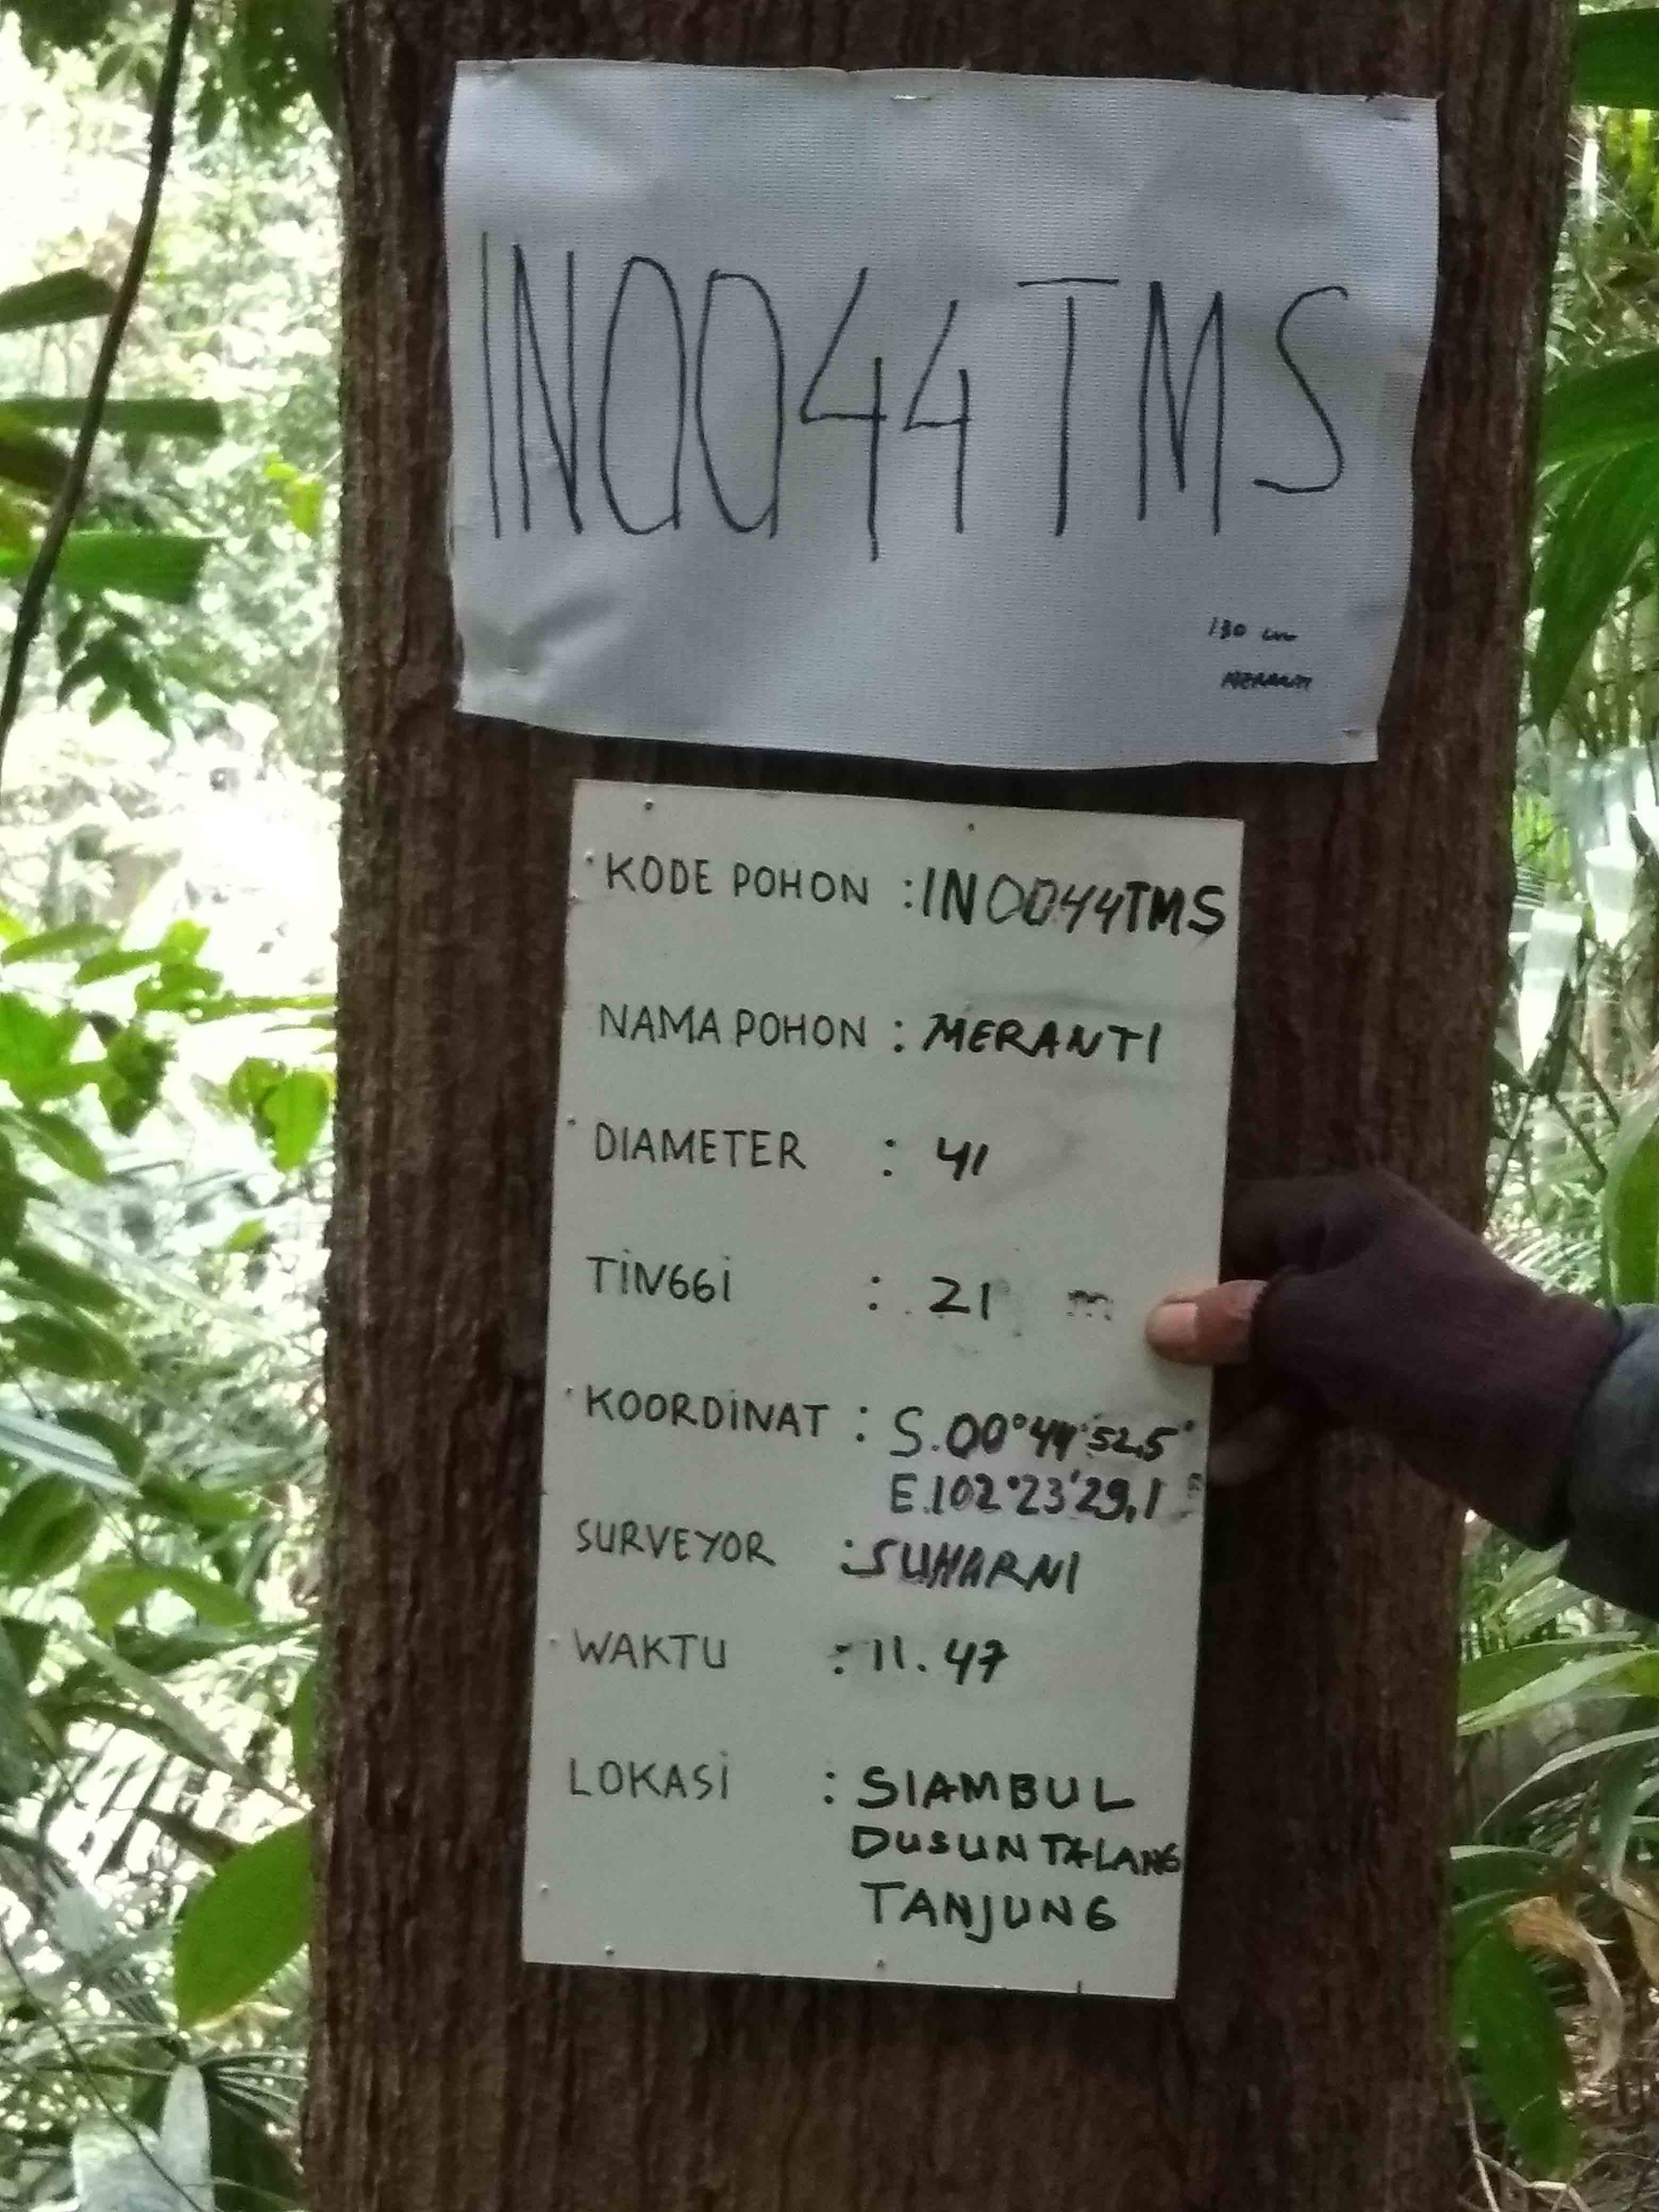 IN0044TMS
130 cm
MERANTI
KODE POHON : IN0044TMS
NAMA POHON : MERANTI
DIAMETER : 41
TINGGI : 21 m
KOORDINAT : S.00°44'52,5"
E.102°23'29,1"
SURVEYOR : SUHARNI
WAKTU : 11.47
LOKASI : SIAMBUL
DUSUN TALANG
TANJUNG